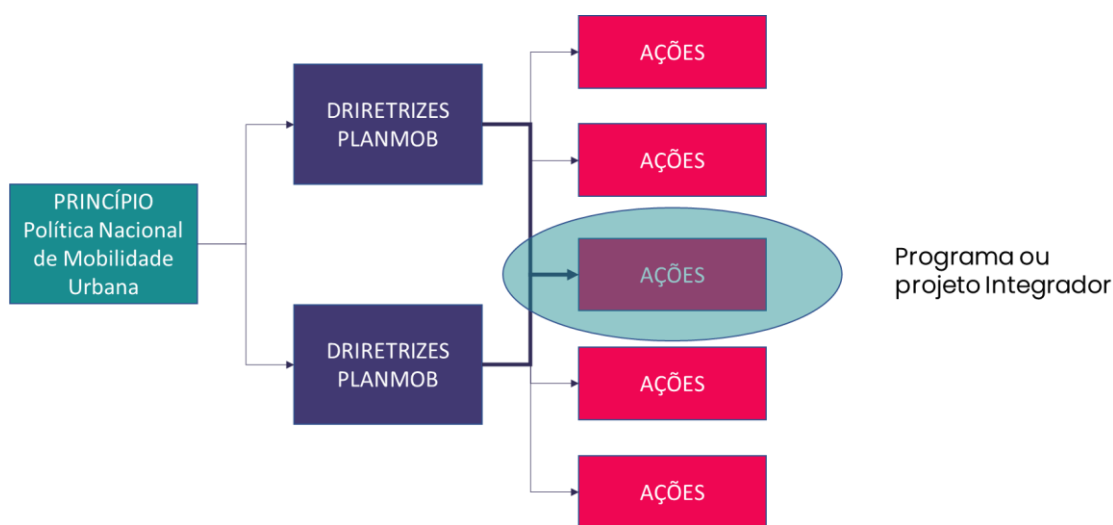 PRINCÍPIO
Política Nacional
de Mobilidade
Urbana
DRIRETRIZES
PLANMOB
DRIRETRIZES
PLANMOB
AÇÕES
AÇÕES
AÇÕES
AÇÕES
AÇÕES
Programa ou
projeto Integrador